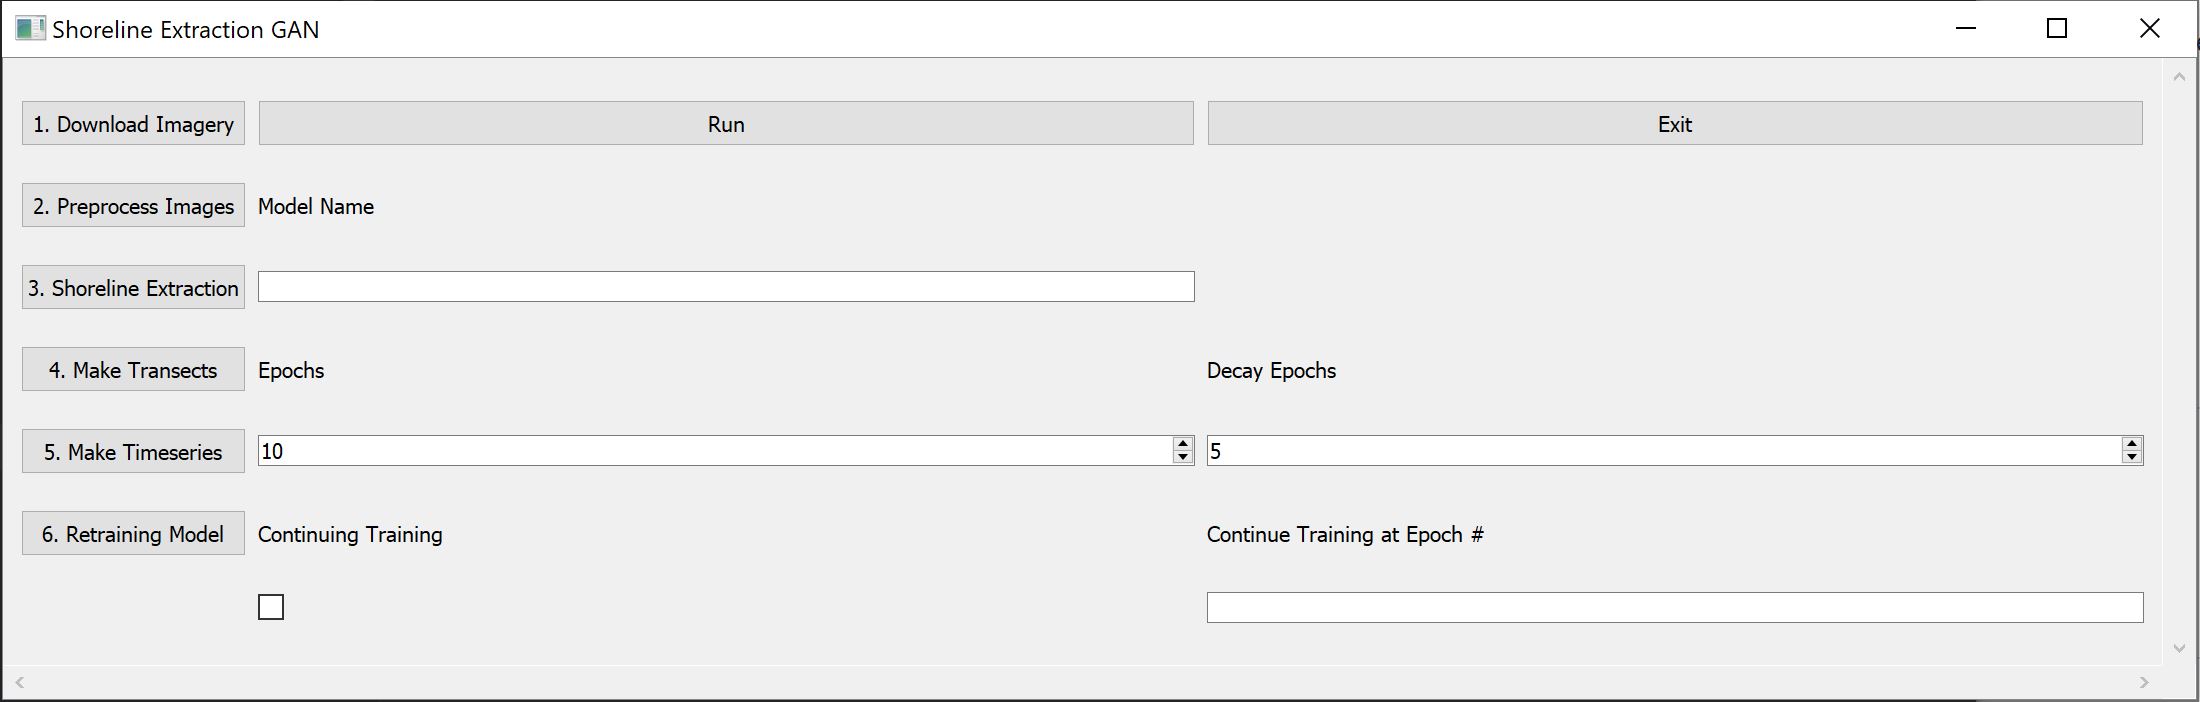 Shoreline Extraction GAN
1. Download Imagery Run Exit
2. Preprocess Images Model Name
3. Shoreline Extraction
4. Make Transects Epochs Decay Epochs
5. Make Timeseries 10 5
6. Retraining Model Continuing Training Continue Training at Epoch #